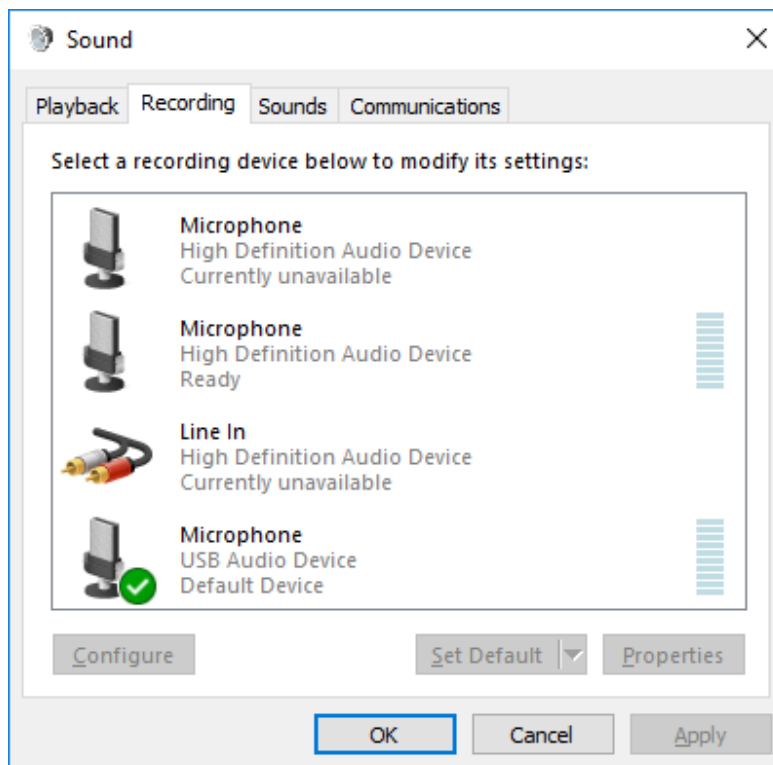 Sound
Playback Recording Sounds Communications
Select a recording device below to modify its settings:
Microphone
High Definition Audio Device
Currently unavailable
Microphone
High Definition Audio Device
Ready
Line In
High Definition Audio Device
Currently unavailable
Microphone
USB Audio Device
Default Device
Configure Set Default Properties
OK Cancel Apply